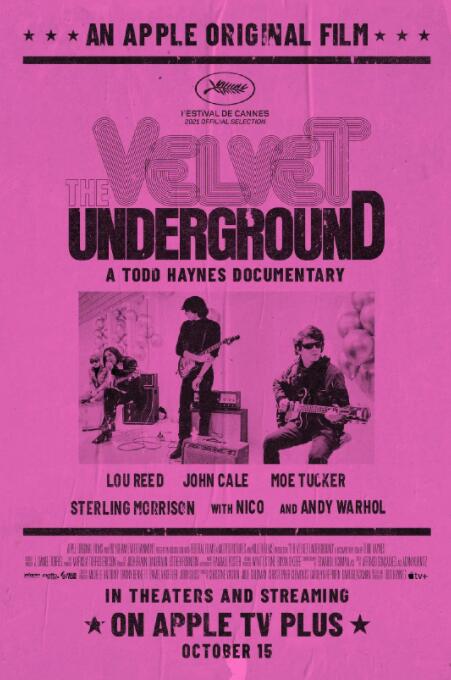 ★ ★ ★ ★ AN APPLE ORIGINAL FILM ★ ★ ★ ★
FESTIVAL DE CANNES
2021 OFFICIAL SELECTION
THE VELVET
UNDERGROUND
A TODD HAYNES DOCUMENTARY
LOU REED JOHN CALE MOE TUCKER
STERLING MORRISON WITH NICO AND ANDY WARHOL
tv+
IN THEATERS AND STREAMING
★ ON APPLE TV PLUS ★
OCTOBER 15